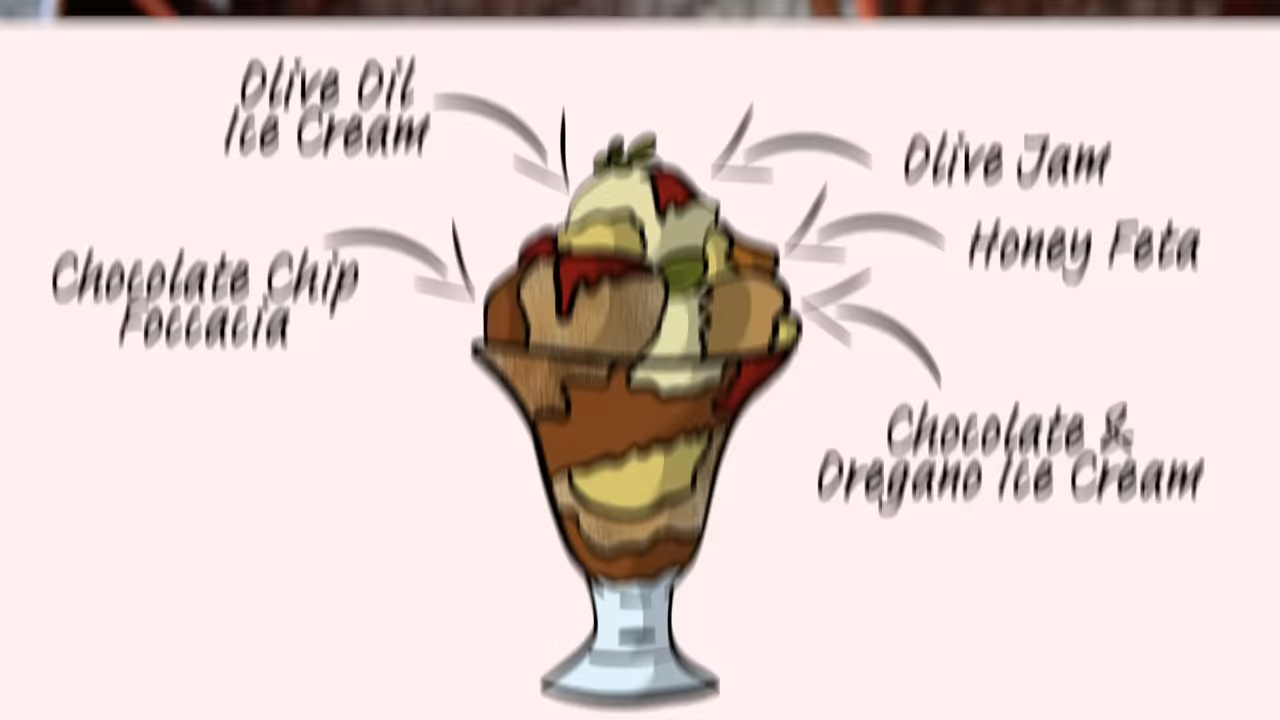 Olive Oil
Ice Cream
Olive Jam
Honey Feta
Chocolate Chip
Foccacia
Chocolate &
Oregano Ice Cream